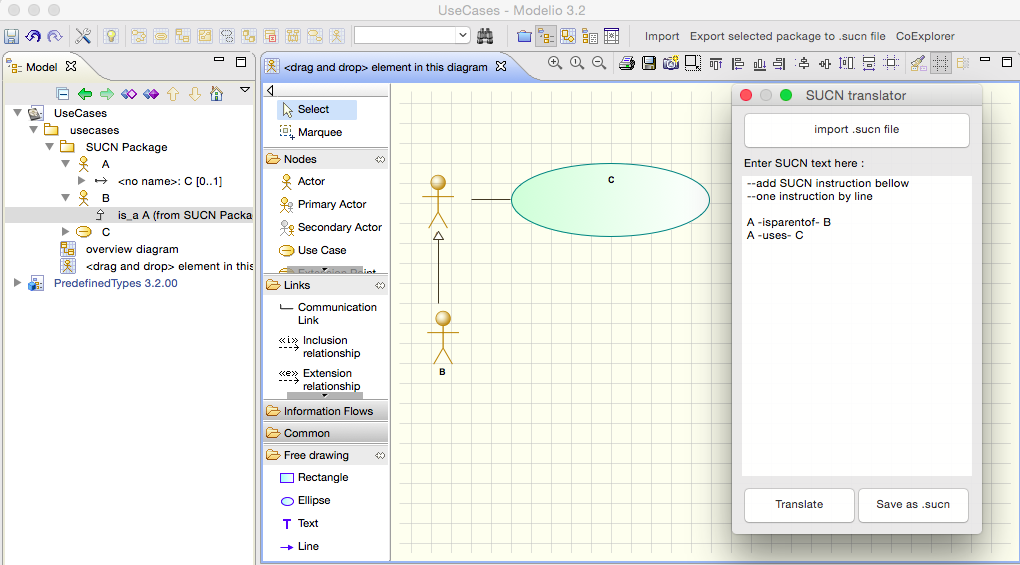 UseCases - Modelio 3.2
Import Export selected package to .sucn file CoExplorer
Model
UseCases
usecases
SUCN Package
A
<no name>: C [0..1]
B
is_a A (from SUCN Packa
C
overview diagram
<drag and drop> element in this
PredefinedTypes 3.2.00
<drag and drop> element in this diagram
Select
Marquee
Nodes
Actor
Primary Actor
Secondary Actor
Use Case
Extension Point
Links
Communication
Link
«i» Inclusion
relationship
«e» Extension
relationship
Information Flows
Common
Free drawing
Rectangle
Ellipse
T Text
Line
C
B
SUCN translator
import .sucn file
Enter SUCN text here :
--add SUCN instruction bellow
--one instruction by line
A -isparentof- B
A -uses- C
Translate
Save as .sucn